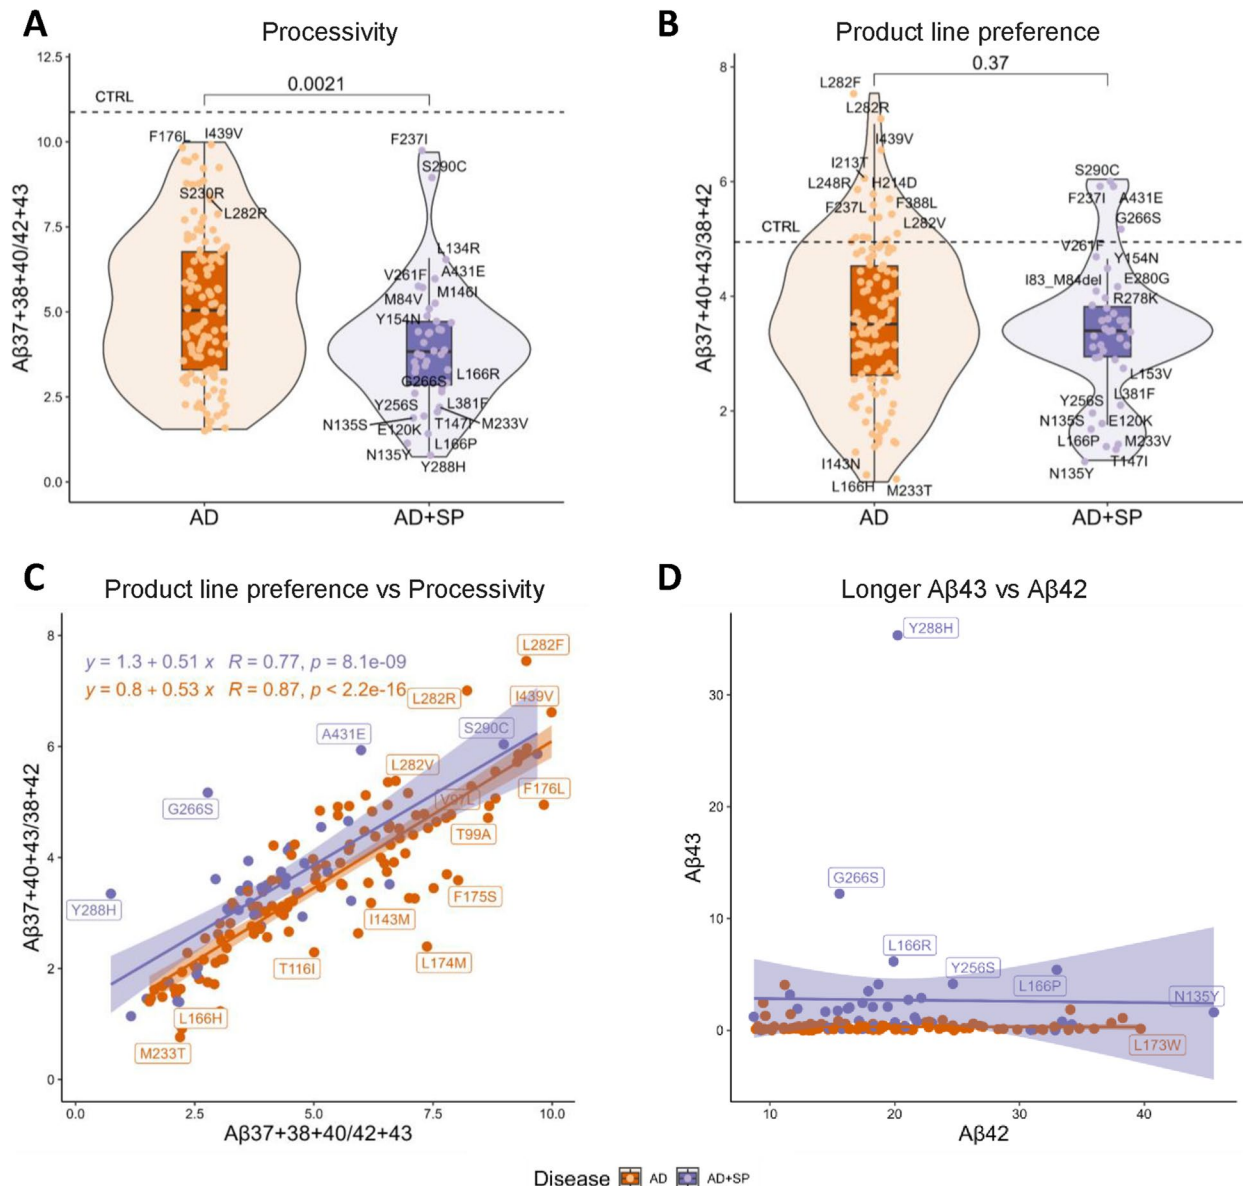 A
Processivity
12.5
10.0
7.5
5.0
2.5
0.0
Aβ37+38+40/42+43
CTRL
0.0021
F176L
I439V
S230R
L282R
F237I
S290C
L134R
V261F
A431E
M84V
M146I
Y154N
G266S
L166R
Y256S
L381F
N135S
E120K
T147I
M233V
N135Y
L166P
Y288H
AD
AD+SP
B
Product line preference
8
6
4
2
Aβ37+40+43/38+42
CTRL
0.37
L282F
L282R
I439V
I213T
L248R
H214D
F237L
F388L
L282V
I143N
L166H
M233T
S290C
F237I
A431E
G266S
V261F
Y154N
I83_M84del
E280G
R278K
L153V
Y256S
L381F
N135S
E120K
L166P
M233V
T147I
N135Y
AD
AD+SP
C
Product line preference vs Processivity
y = 1.3 + 0.51 x R = 0.77, p = 8.1e-09
y = 0.8 + 0.53 x R = 0.87, p < 2.2e-16
8
6
4
2
0
Aβ37+40+43/38+42
L282F
L282R
I439V
A431E
S290C
L282V
G266S
V97L
F176L
T99A
Y288H
F175S
I143M
T116I
L174M
L166H
M233T
0.0
2.5
5.0
7.5
10.0
Aβ37+38+40/42+43
D
Longer Aβ43 vs Aβ42
30
20
10
0
Aβ43
Y288H
G266S
L166R
Y256S
L166P
N135Y
L173W
10
20
30
40
Aβ42
Disease AD AD+SP